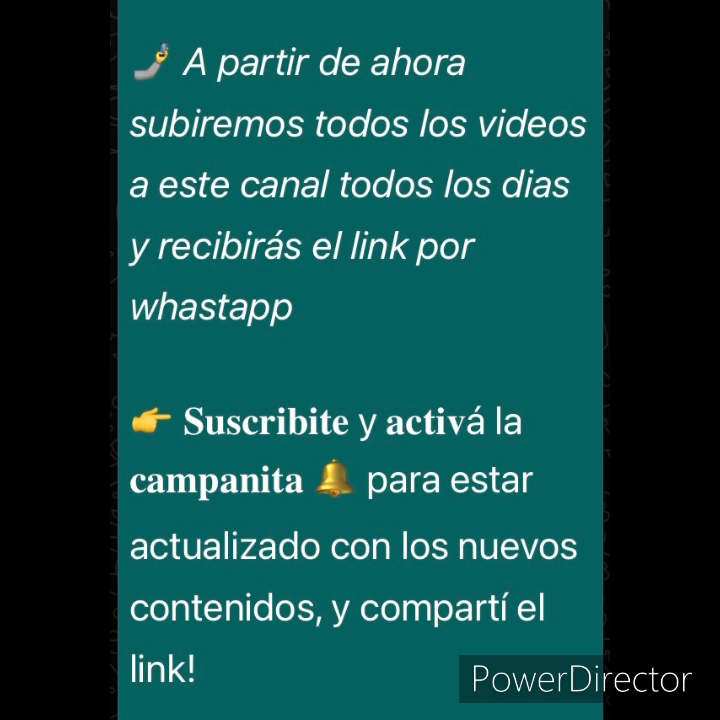 🤳 A partir de ahora
subiremos todos los videos
a este canal todos los dias
y recibirás el link por
whastapp
👉 𝐒𝐮𝐬𝐜𝐫𝐢𝐛𝐢𝐭𝐞 y 𝐚𝐜𝐭𝐢𝐯á la
𝐜𝐚𝐦𝐩𝐚𝐧𝐢𝐭𝐚 🔔 para estar
actualizado con los nuevos
contenidos, y compartí el
link!
PowerDirector